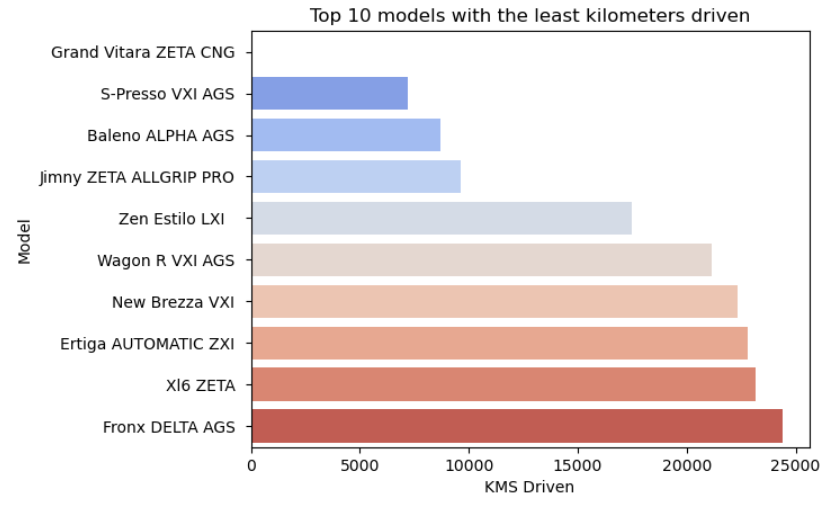 Top 10 models with the least kilometers driven
Grand Vitara ZETA CNG
S-Presso VXI AGS
Baleno ALPHA AGS
Jimny ZETA ALLGRIP PRO
Zen Estilo LXI
Wagon R VXI AGS
New Brezza VXI
Ertiga AUTOMATIC ZXI
Xl6 ZETA
Fronx DELTA AGS
Model
0 5000 10000 15000 20000 25000
KMS Driven